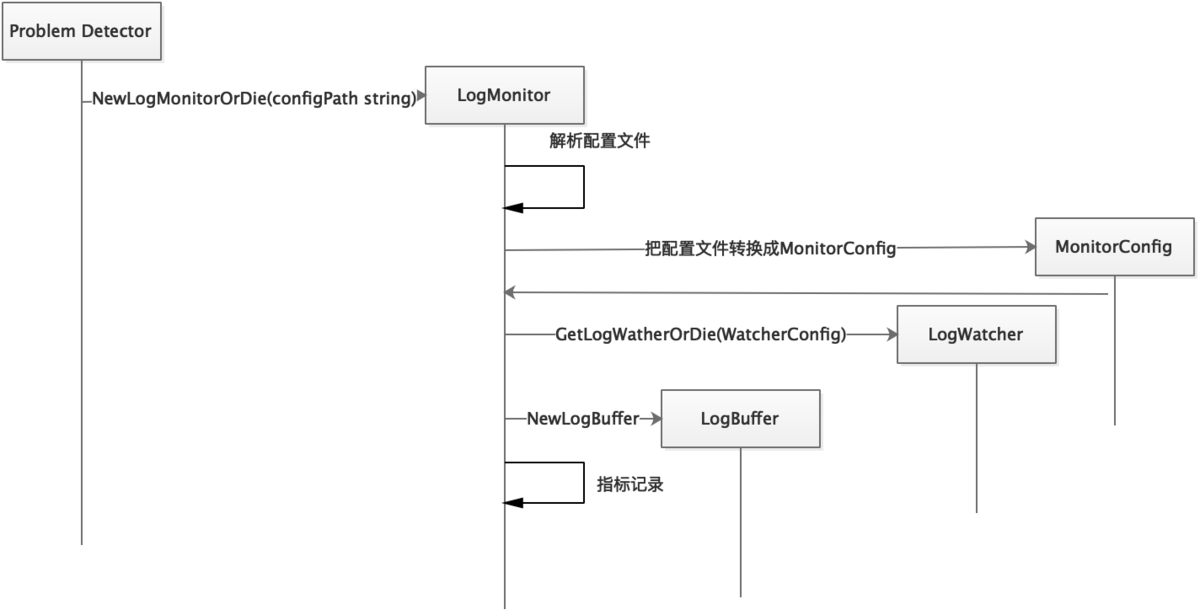 Problem Detector
NewLogMonitorOrDie(configPath string)
LogMonitor
解析配置文件
把配置文件转换成MonitorConfig
MonitorConfig
GetLogWatherOrDie(WatcherConfig)
LogWatcher
NewLogBuffer
LogBuffer
指标记录